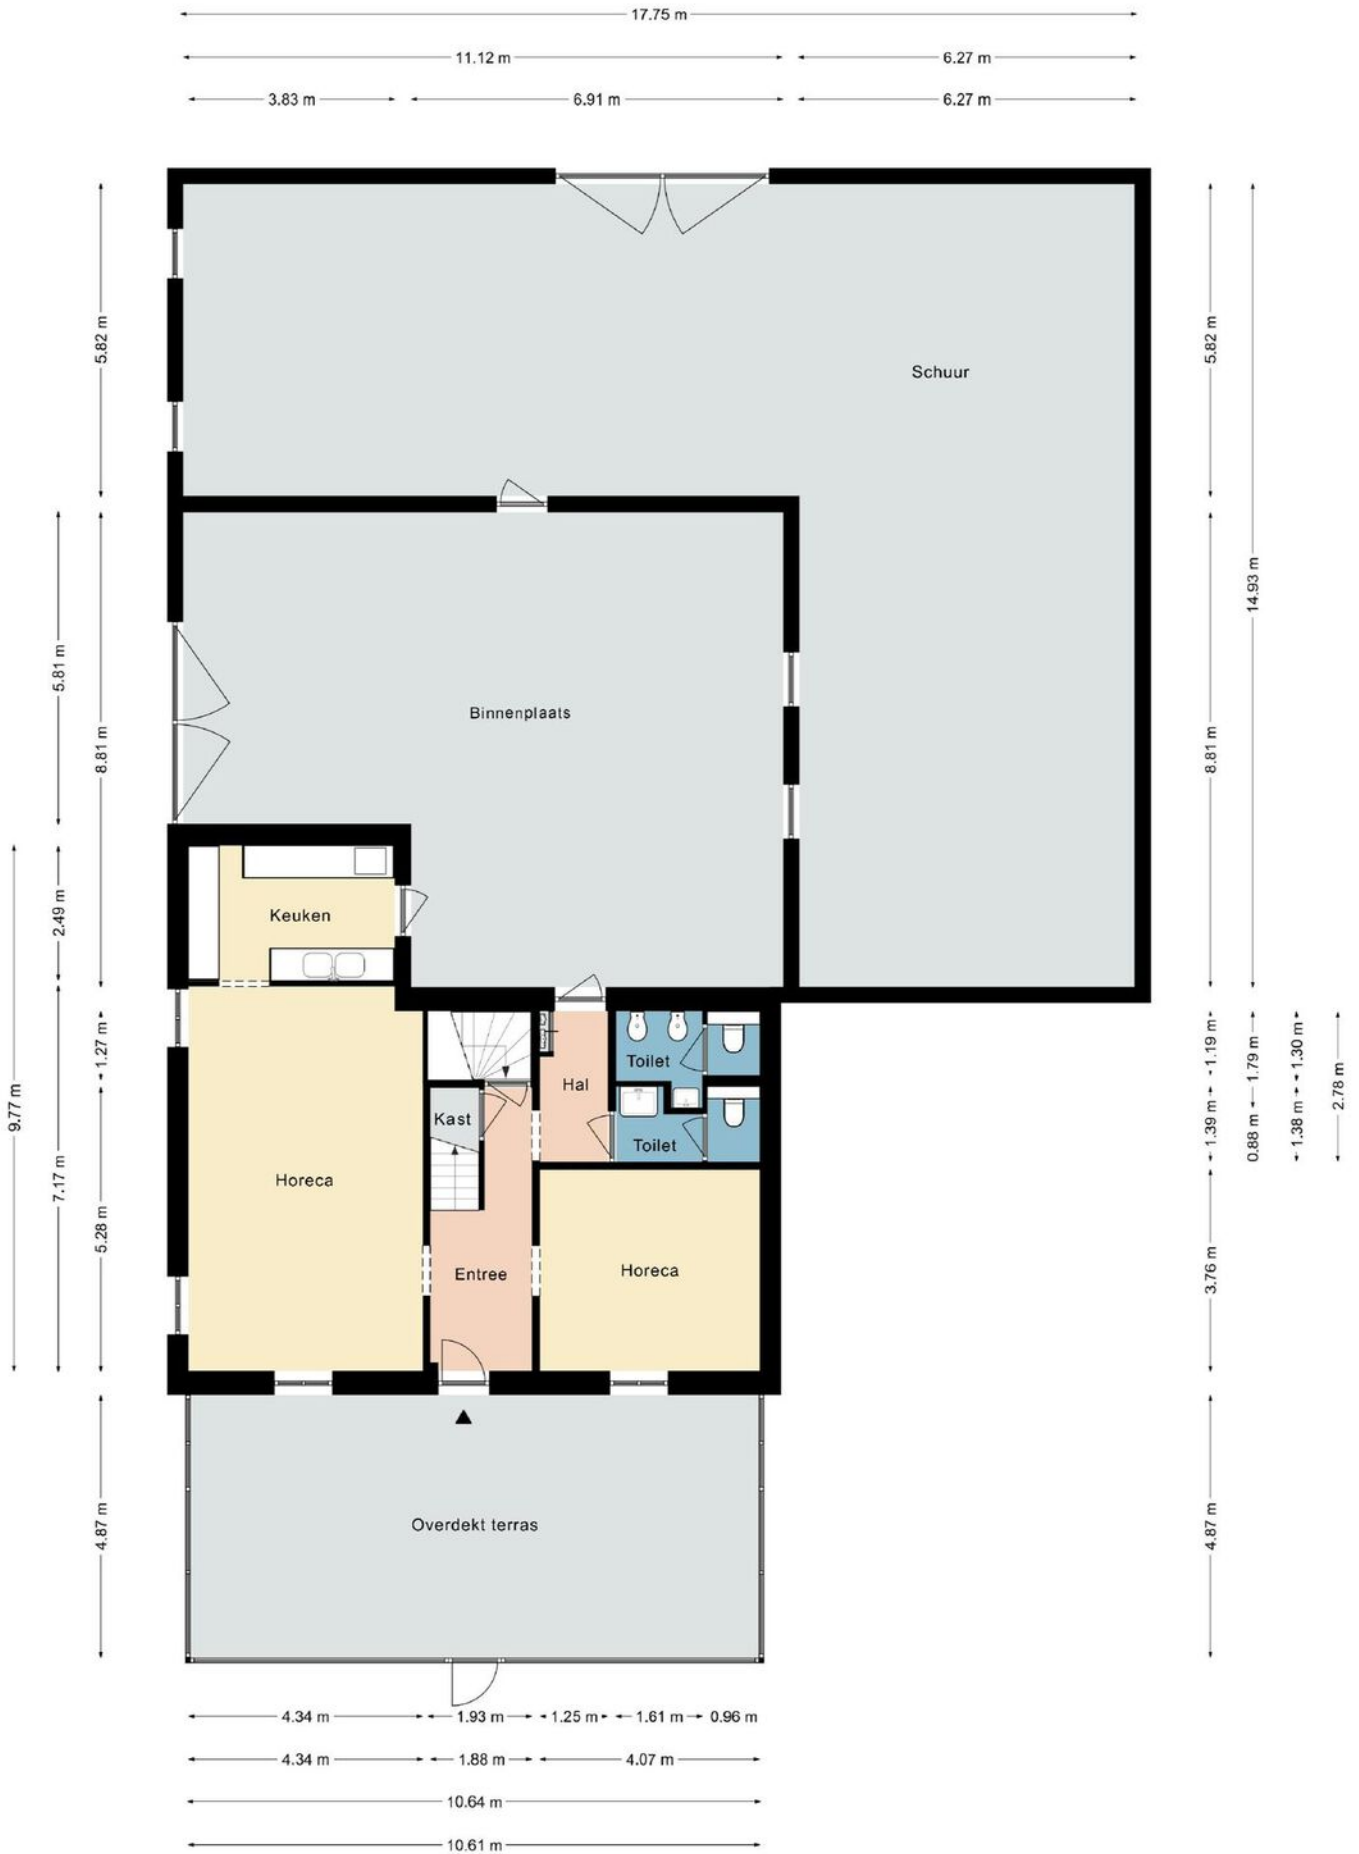 17.75 m
11.12 m
6.27 m
3.83 m
6.91 m
6.27 m
5.82 m
5.82 m
Schuur
14.93 m
5.81 m
8.81 m
Binnenplaats
8.81 m
9.77 m
2.49 m
Keuken
7.17 m
1.27 m
5.28 m
Horeca
Kast
Hal
Toilet
Toilet
Entree
Horeca
1.19 m
1.79 m
1.30 m
2.78 m
1.39 m
0.88 m
1.38 m
3.76 m
4.87 m
Overdekt terras
4.87 m
4.34 m
1.93 m
1.25 m
1.61 m
0.96 m
4.34 m
1.88 m
4.07 m
10.64 m
10.61 m